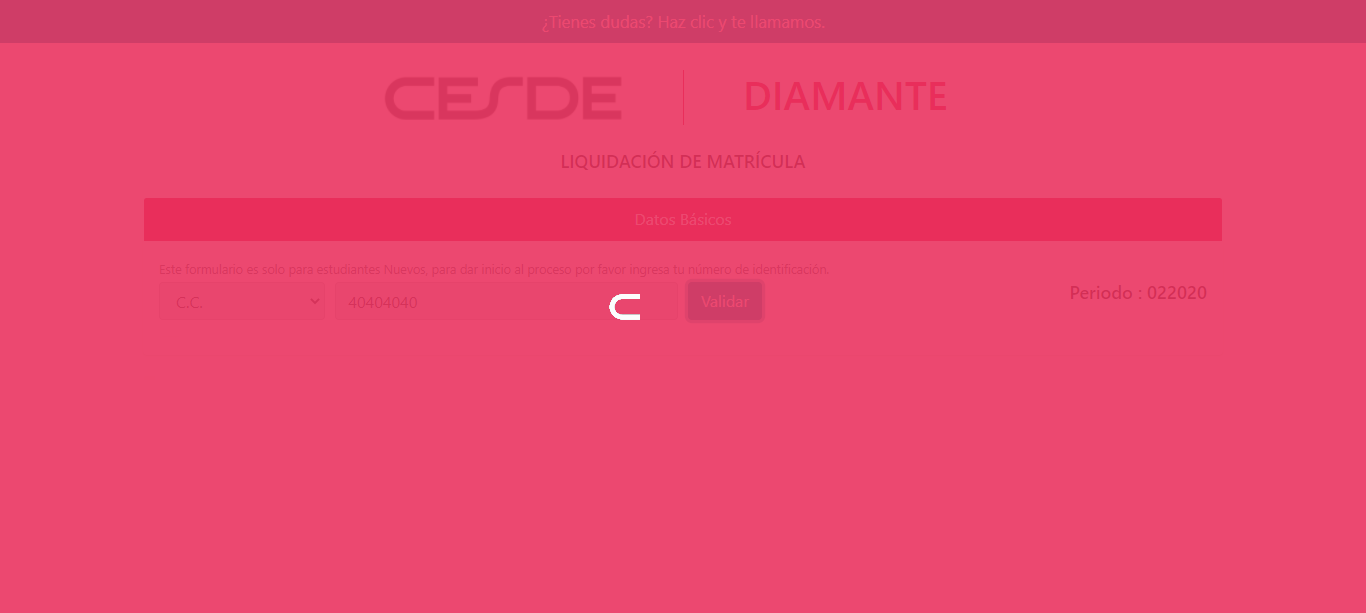 ¿Tienes dudas? Haz clic y te llamamos.
CESDE
DIAMANTE
LIQUIDACIÓN DE MATRÍCULA
Datos Básicos
Este formulario es solo para estudiantes Nuevos, para dar inicio al proceso por favor ingresa tu número de identificación.
C.C. 40404040 Validar Periodo : 022020
C